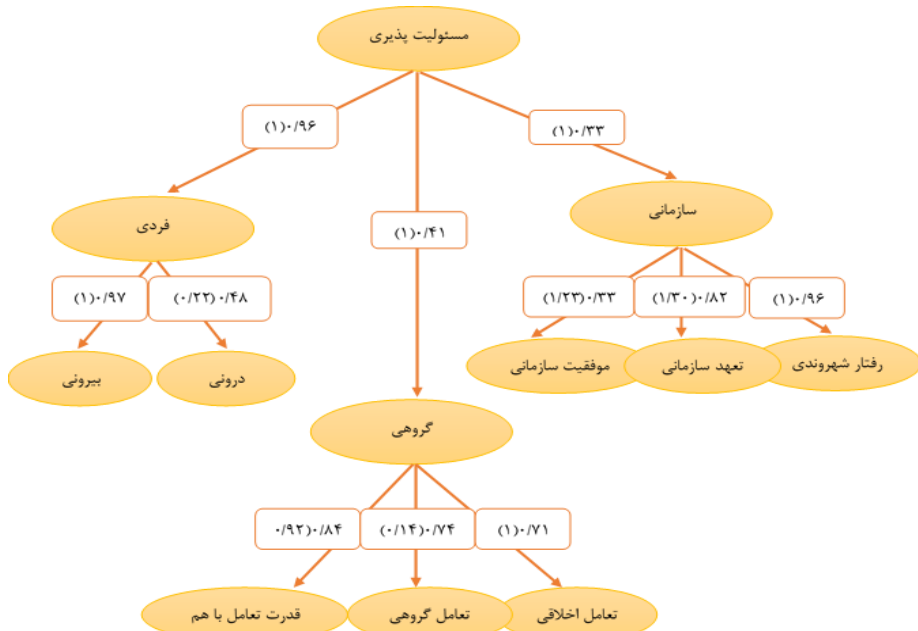 مسئولیت پذیری
۰/۳۳(۱)
۰/۹۶(۱)
سازمانی
فردی
۰/۴۱(۱)
۰/۹۶(۱)
۰/۸۲(۱/۳۰)
۰/۳۳(۱/۲۳)
۰/۴۸(۰/۲۲)
۰/۹۷(۱)
رفتار شهروندی
تعهد سازمانی
موفقیت سازمانی
درونی
بیرونی
گروهی
۰/۷۱(۱)
۰/۷۴(۰/۱۴)
۰/۸۴(۰/۹۲
تعامل اخلاقی
تعامل گروهی
قدرت تعامل با هم